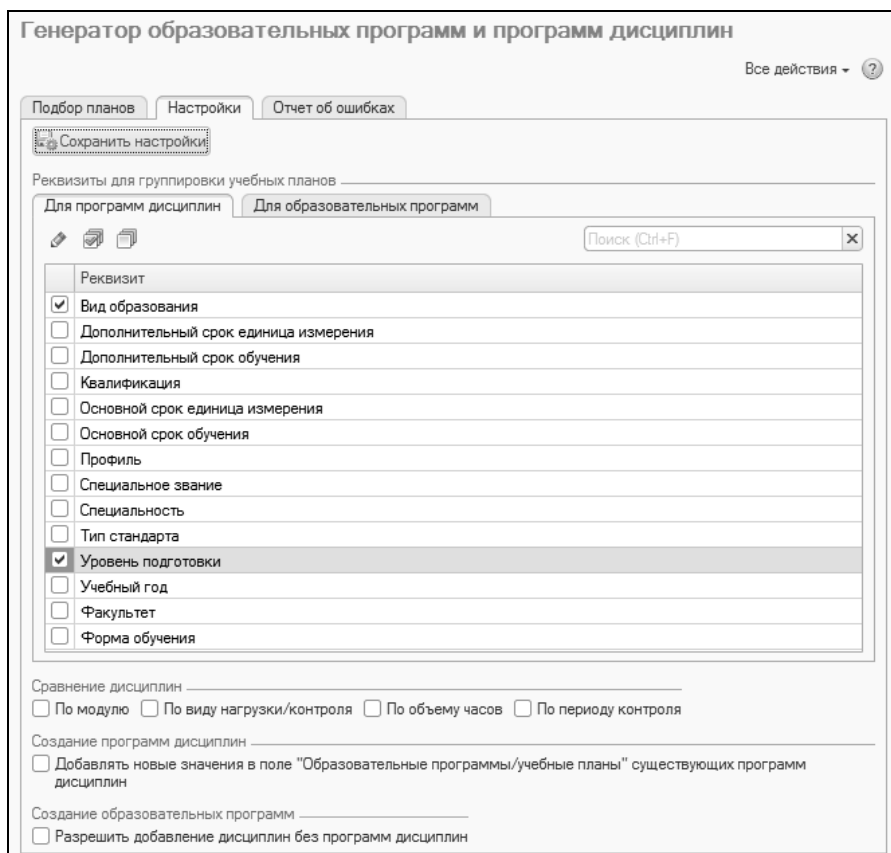 Генератор образовательных программ и программ дисциплин
Все действия
?
Подбор планов
Настройки
Отчет об ошибках
Сохранить настройки
Реквизиты для группировки учебных планов
Для программ дисциплин
Для образовательных программ
Поиск (Ctrl+F)
Реквизит
Вид образования
Дополнительный срок единица измерения
Дополнительный срок обучения
Квалификация
Основной срок единица измерения
Основной срок обучения
Профиль
Специальное звание
Специальность
Тип стандарта
Уровень подготовки
Учебный год
Факультет
Форма обучения
Сравнение дисциплин
По модулю По виду нагрузки/контроля По объему часов По периоду контроля
Создание программ дисциплин
Добавлять новые значения в поле "Образовательные программы/учебные планы" существующих программ
дисциплин
Создание образовательных программ
Разрешить добавление дисциплин без программ дисциплин